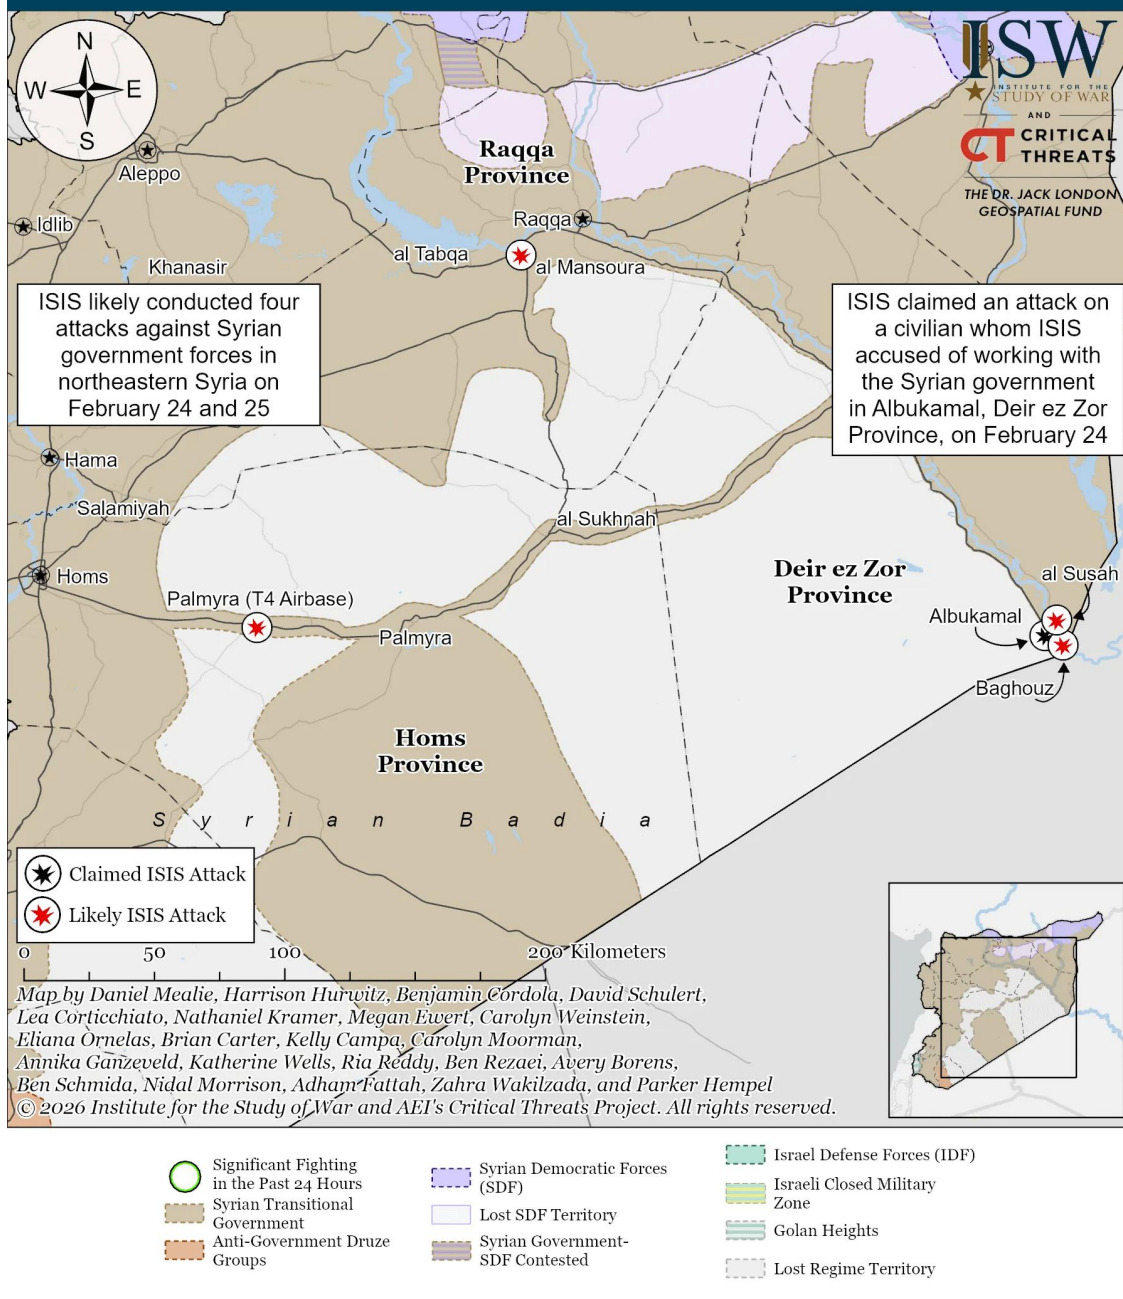 N
W
E
S
ISW
INSTITUTE FOR THE
STUDY OF WAR
AND
CT CRITICAL
THREATS
THE DR. JACK LONDON
GEOSPATIAL FUND
Raqqa
Province
Aleppo
Idlib
Raqqa
al Tabqa
al Mansoura
Khanasir
ISIS likely conducted four
attacks against Syrian
government forces in
northeastern Syria on
February 24 and 25
ISIS claimed an attack on
a civilian whom ISIS
accused of working with
the Syrian government
in Albukamal, Deir ez Zor
Province, on February 24
Hama
Salamiyah
al Sukhnah
Homs
Deir ez Zor
Province
al Susah
Palmyra (T4 Airbase)
Albukamal
Palmyra
Baghouz
Homs
Province
Syrian Badia
Claimed ISIS Attack
Likely ISIS Attack
0 50 100 200 Kilometers
Map by Daniel Mealie, Harrison Hurwitz, Benjamin Cordola, David Schulert,
Lea Corticchiato, Nathaniel Kramer, Megan Ewert, Carolyn Weinstein,
Eliana Ornelas, Brian Carter, Kelly Campa, Carolyn Moorman,
Annika Ganzeveld, Katherine Wells, Ria Reddy, Ben Rezaei, Avery Borens,
Ben Schmida, Nidal Morrison, Adham Fattah, Zahra Wakilzada, and Parker Hempel
© 2026 Institute for the Study of War and AEI's Critical Threats Project. All rights reserved.
Significant Fighting
in the Past 24 Hours
Syrian Transitional
Government
Anti-Government Druze
Groups
Syrian Democratic Forces
(SDF)
Lost SDF Territory
Syrian Government-
SDF Contested
Israel Defense Forces (IDF)
Israeli Closed Military
Zone
Golan Heights
Lost Regime Territory